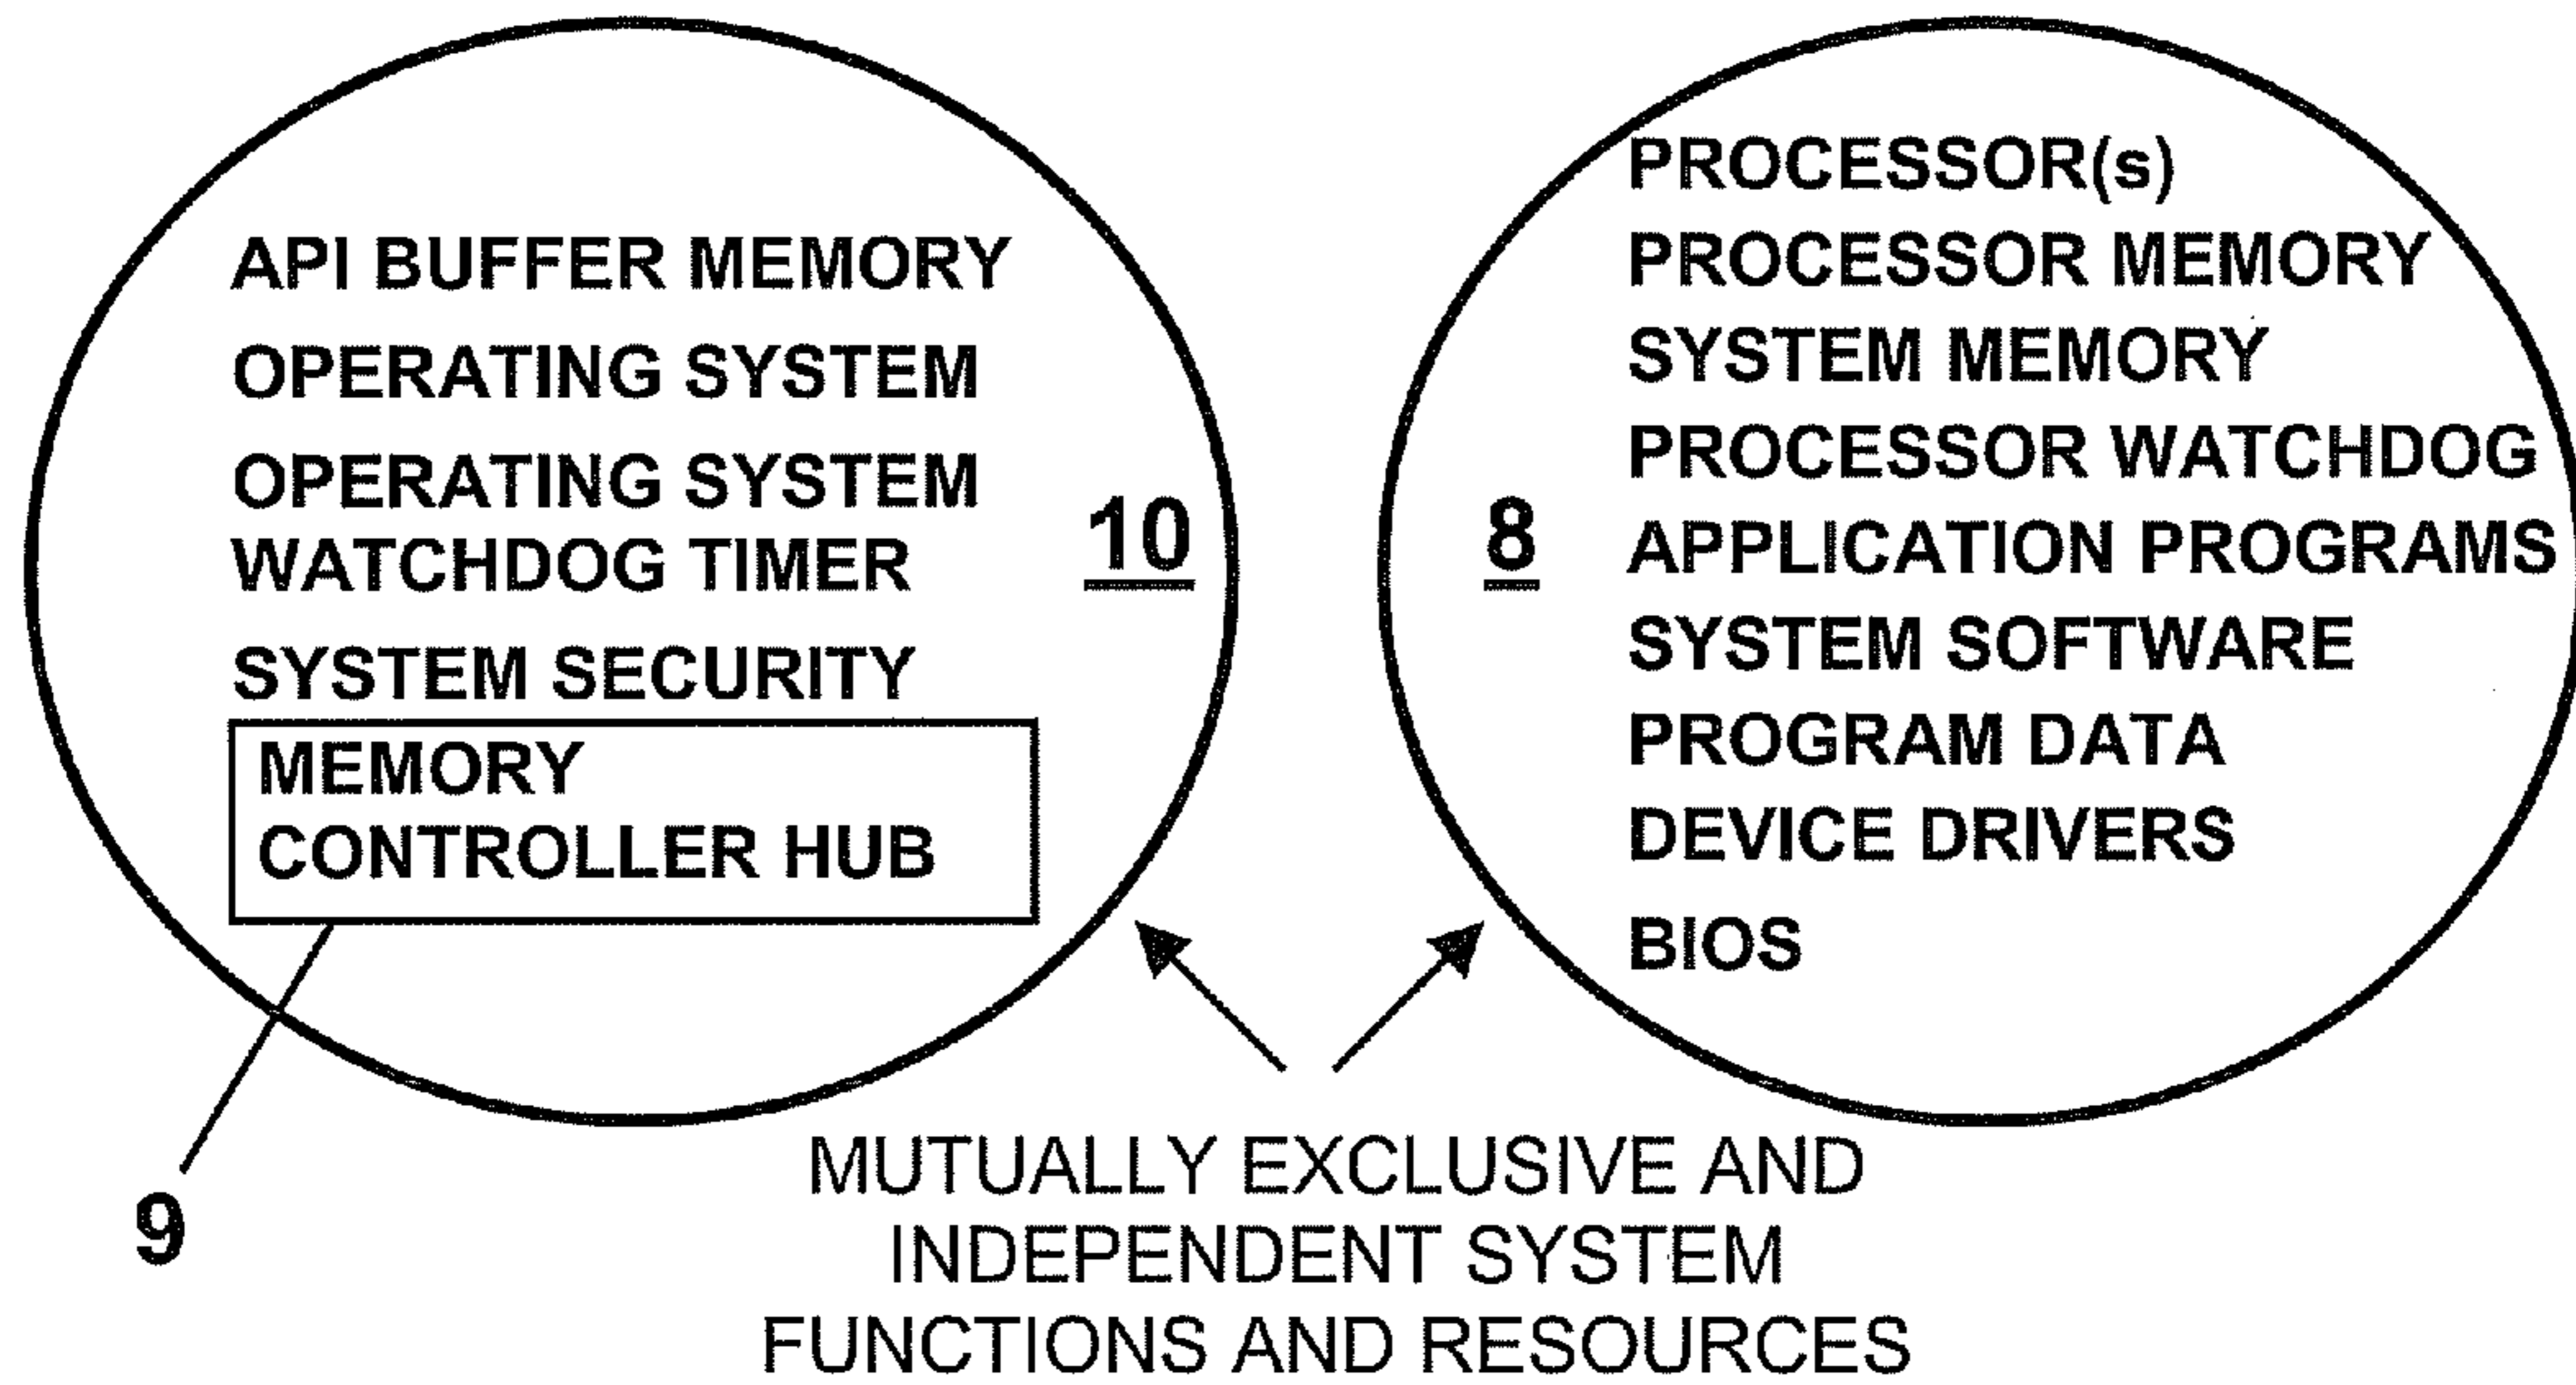 API BUFFER MEMORY
OPERATING SYSTEM
OPERATING SYSTEM
WATCHDOG TIMER
SYSTEM SECURITY
MEMORY
CONTROLLER HUB
10
9
8
PROCESSOR(s)
PROCESSOR MEMORY
SYSTEM MEMORY
PROCESSOR WATCHDOG
APPLICATION PROGRAMS
SYSTEM SOFTWARE
PROGRAM DATA
DEVICE DRIVERS
BIOS
MUTUALLY EXCLUSIVE AND
INDEPENDENT SYSTEM
FUNCTIONS AND RESOURCES